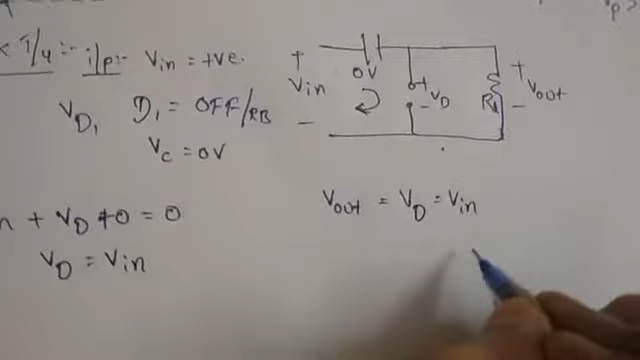 < T/4 :- i/p:- Vin = +ve.
VD1 D1 = OFF/RB
Vc = 0V
n + VD + 0 = 0
VD = Vin
+ Vin −
0V
+ VD −
RL
+ Vout −
Vout = VD = Vin